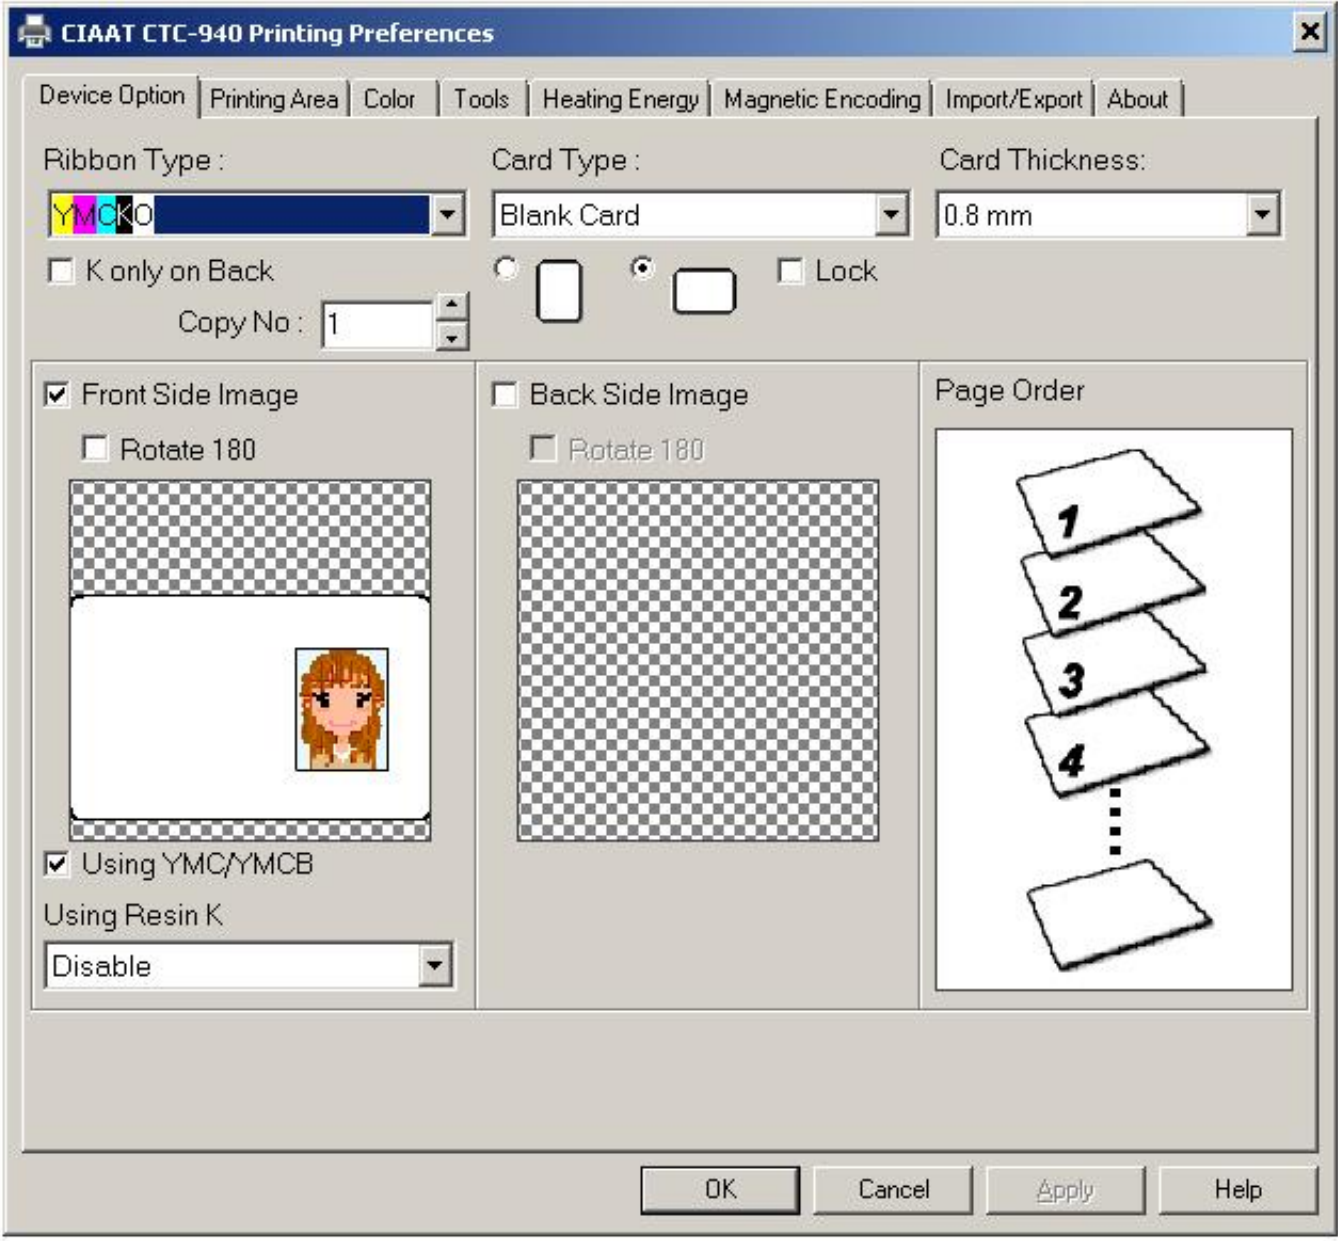 CIAAT CTC-940 Printing Preferences
Device Option Printing Area Color Tools Heating Energy Magnetic Encoding Import/Export About
Ribbon Type : Card Type : Card Thickness:
YMCKO Blank Card 0.8 mm
K only on Back Lock
Copy No : 1
Front Side Image Back Side Image Page Order
Rotate 180 Rotate 180
1
2
3
4
Using YMC/YMCB
Using Resin K
Disable
OK Cancel Apply Help